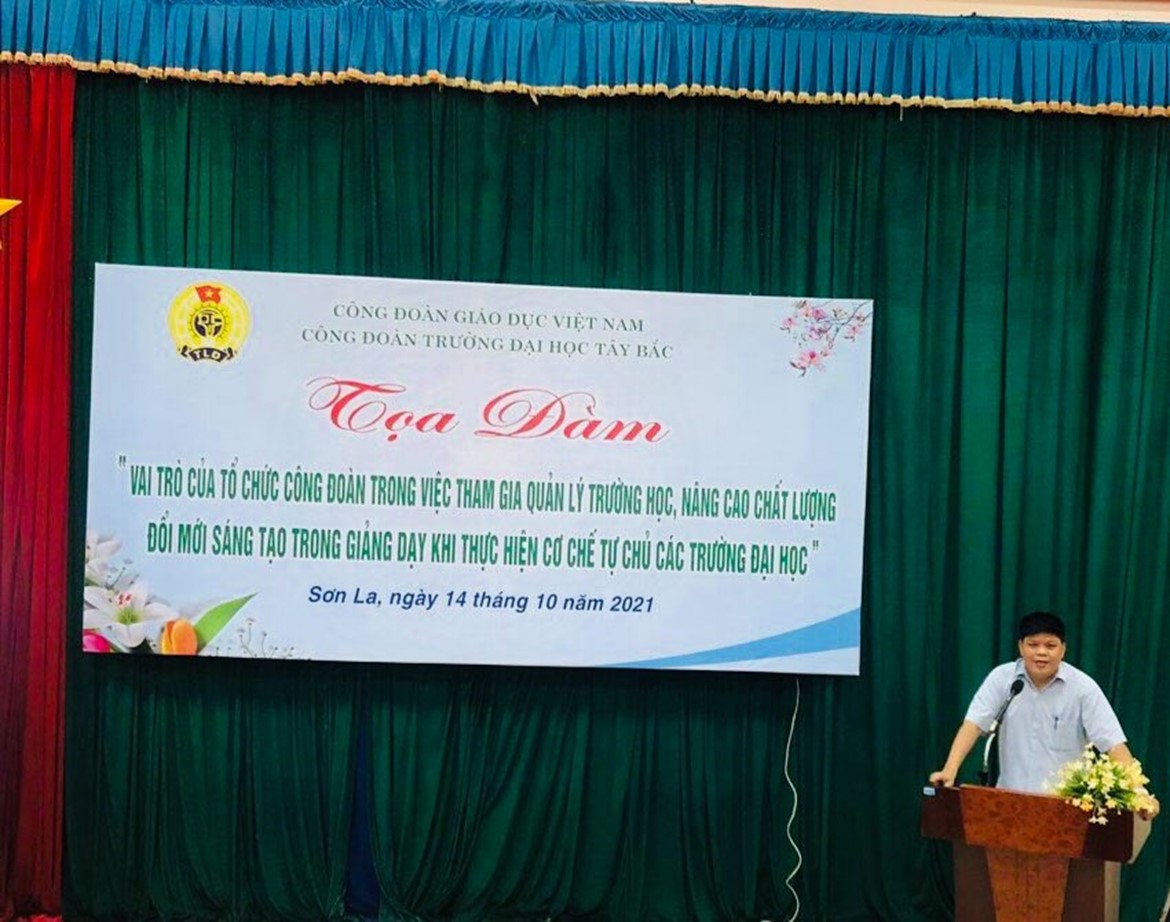 TLĐ
CÔNG ĐOÀN GIÁO DỤC VIỆT NAM
CÔNG ĐOÀN TRƯỜNG ĐẠI HỌC TÂY BẮC
Tọa Đàm
"VAI TRÒ CỦA TỔ CHỨC CÔNG ĐOÀN TRONG VIỆC THAM GIA QUẢN LÝ TRƯỜNG HỌC, NÂNG CAO CHẤT LƯỢNG
ĐỔI MỚI SÁNG TẠO TRONG GIẢNG DẠY KHI THỰC HIỆN CƠ CHẾ TỰ CHỦ CÁC TRƯỜNG ĐẠI HỌC"
Sơn La, ngày 14 tháng 10 năm 2021